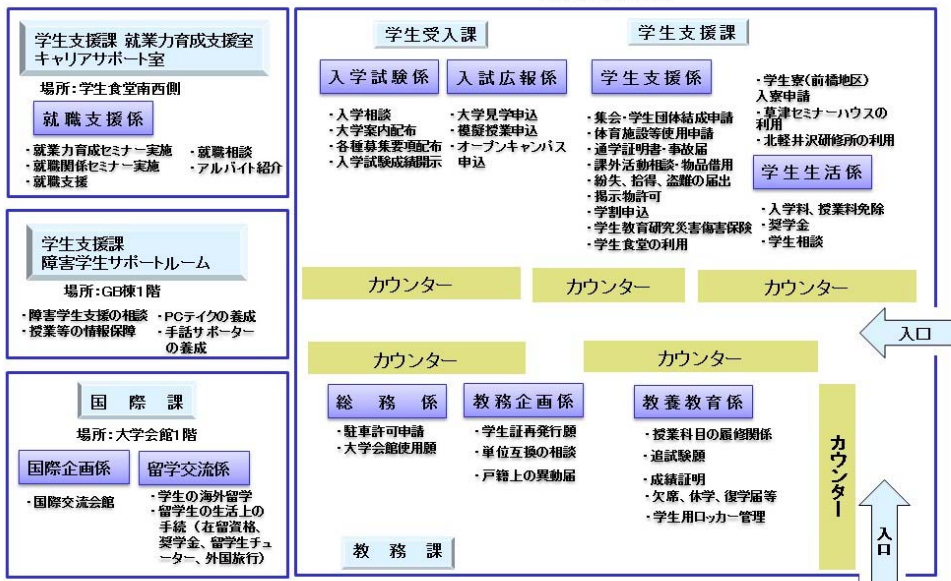 学生支援課 就業力育成支援室
キャリアサポート室
場所：学生食堂南西側
就職支援係
・就業力育成セミナー実施
・就職関係セミナー実施
・就職支援
・就職相談
・アルバイト紹介
学生支援課
障害学生サポートルーム
場所：GB棟1階
・障害学生支援の相談
・授業等の情報保障
・PCテイクの養成
・手話サポーター
の養成
国際課
場所：大学会館1階
国際企画係
・国際交流会館
留学交流係
・学生の海外留学
・留学生の生活上の
手続（在留資格、
奨学金、留学生チュ
ーター、外国旅行）
学生受入課
入学試験係
・入学相談
・大学案内配布
・各種募集要項配布
・入学試験成績開示
入試広報係
・大学見学申込
・模擬授業申込
・オープンキャンパス
申込
学生支援課
学生支援係
・集会・学生団体結成申請
・体育施設等使用申請
・通学証明書・事故届
・課外活動相談・物品借用
・紛失、拾得、盗難の届出
・掲示物許可
・学割申込
・学生教育研究災害傷害保険
・学生食堂の利用
・学生寮（前橋地区）
入寮申請
・草津セミナーハウスの
利用
・北軽井沢研修所の利用
学生生活係
・入学料、授業料免除
・奨学金
・学生相談
カウンター
カウンター
カウンター
入口
カウンター
カウンター
総務係
・駐車許可申請
・大学会館使用願
教務企画係
・学生証再発行願
・単位互換の相談
・戸籍上の異動届
教養教育係
・授業科目の履修関係
・追試験願
・成績証明
・欠席、休学、復学届等
・学生用ロッカー管理
カウンター
入口
教務課